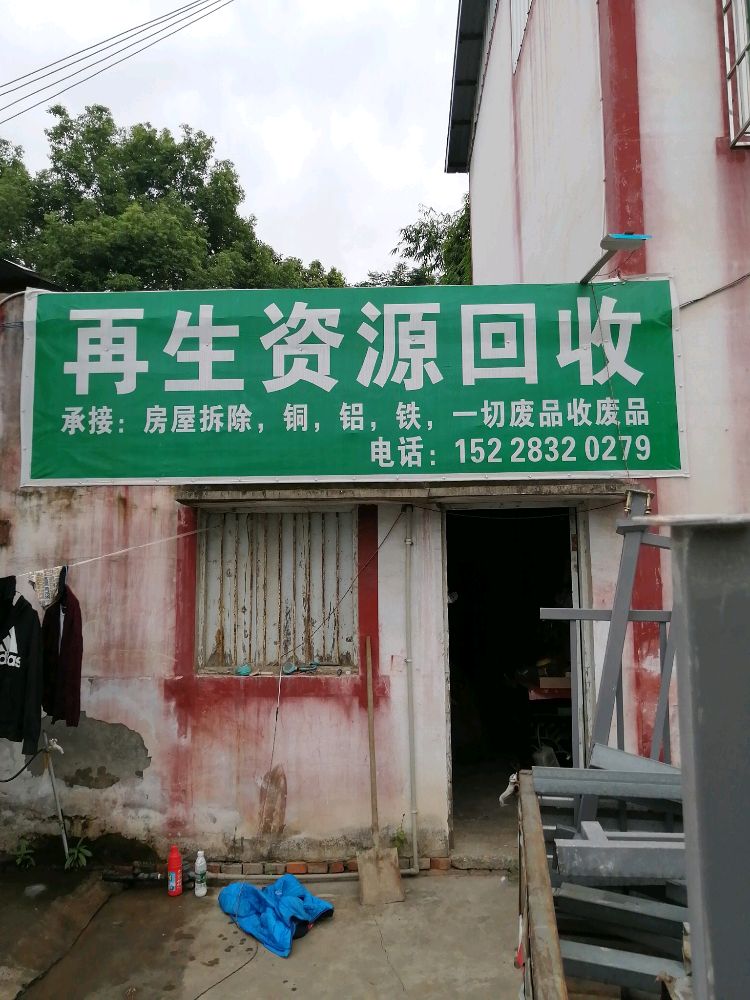 再生资源回收
承接：房屋拆除，铜，铝，铁，一切废品收废品
电话：152 2832 0279
adidas